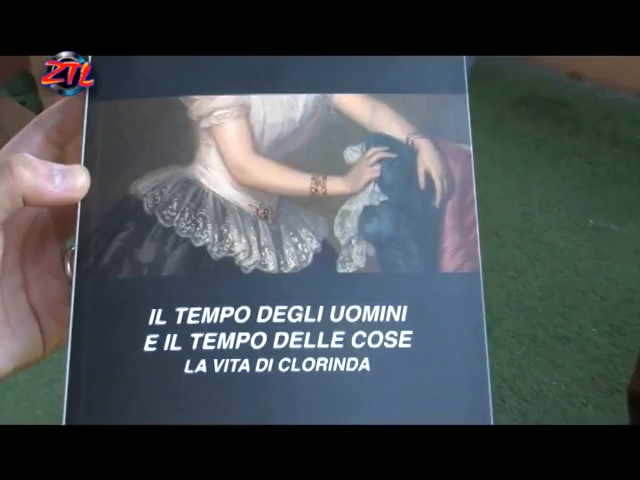 ZTL
IL TEMPO DEGLI UOMINI
E IL TEMPO DELLE COSE
LA VITA DI CLORINDA